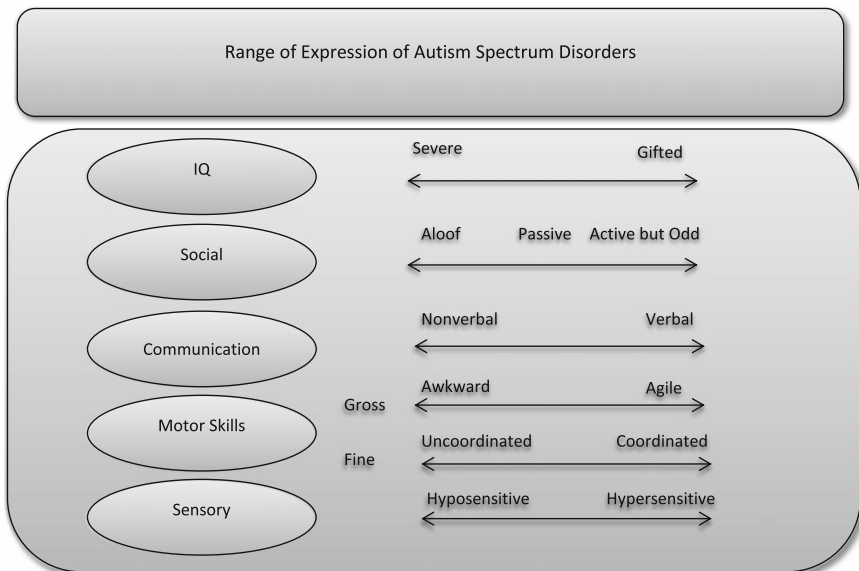 Range of Expression of Autism Spectrum Disorders
IQ
Severe Gifted
Social
Aloof Passive Active but Odd
Communication
Nonverbal Verbal
Motor Skills
Gross
Awkward Agile
Fine
Uncoordinated Coordinated
Sensory
Hyposensitive Hypersensitive